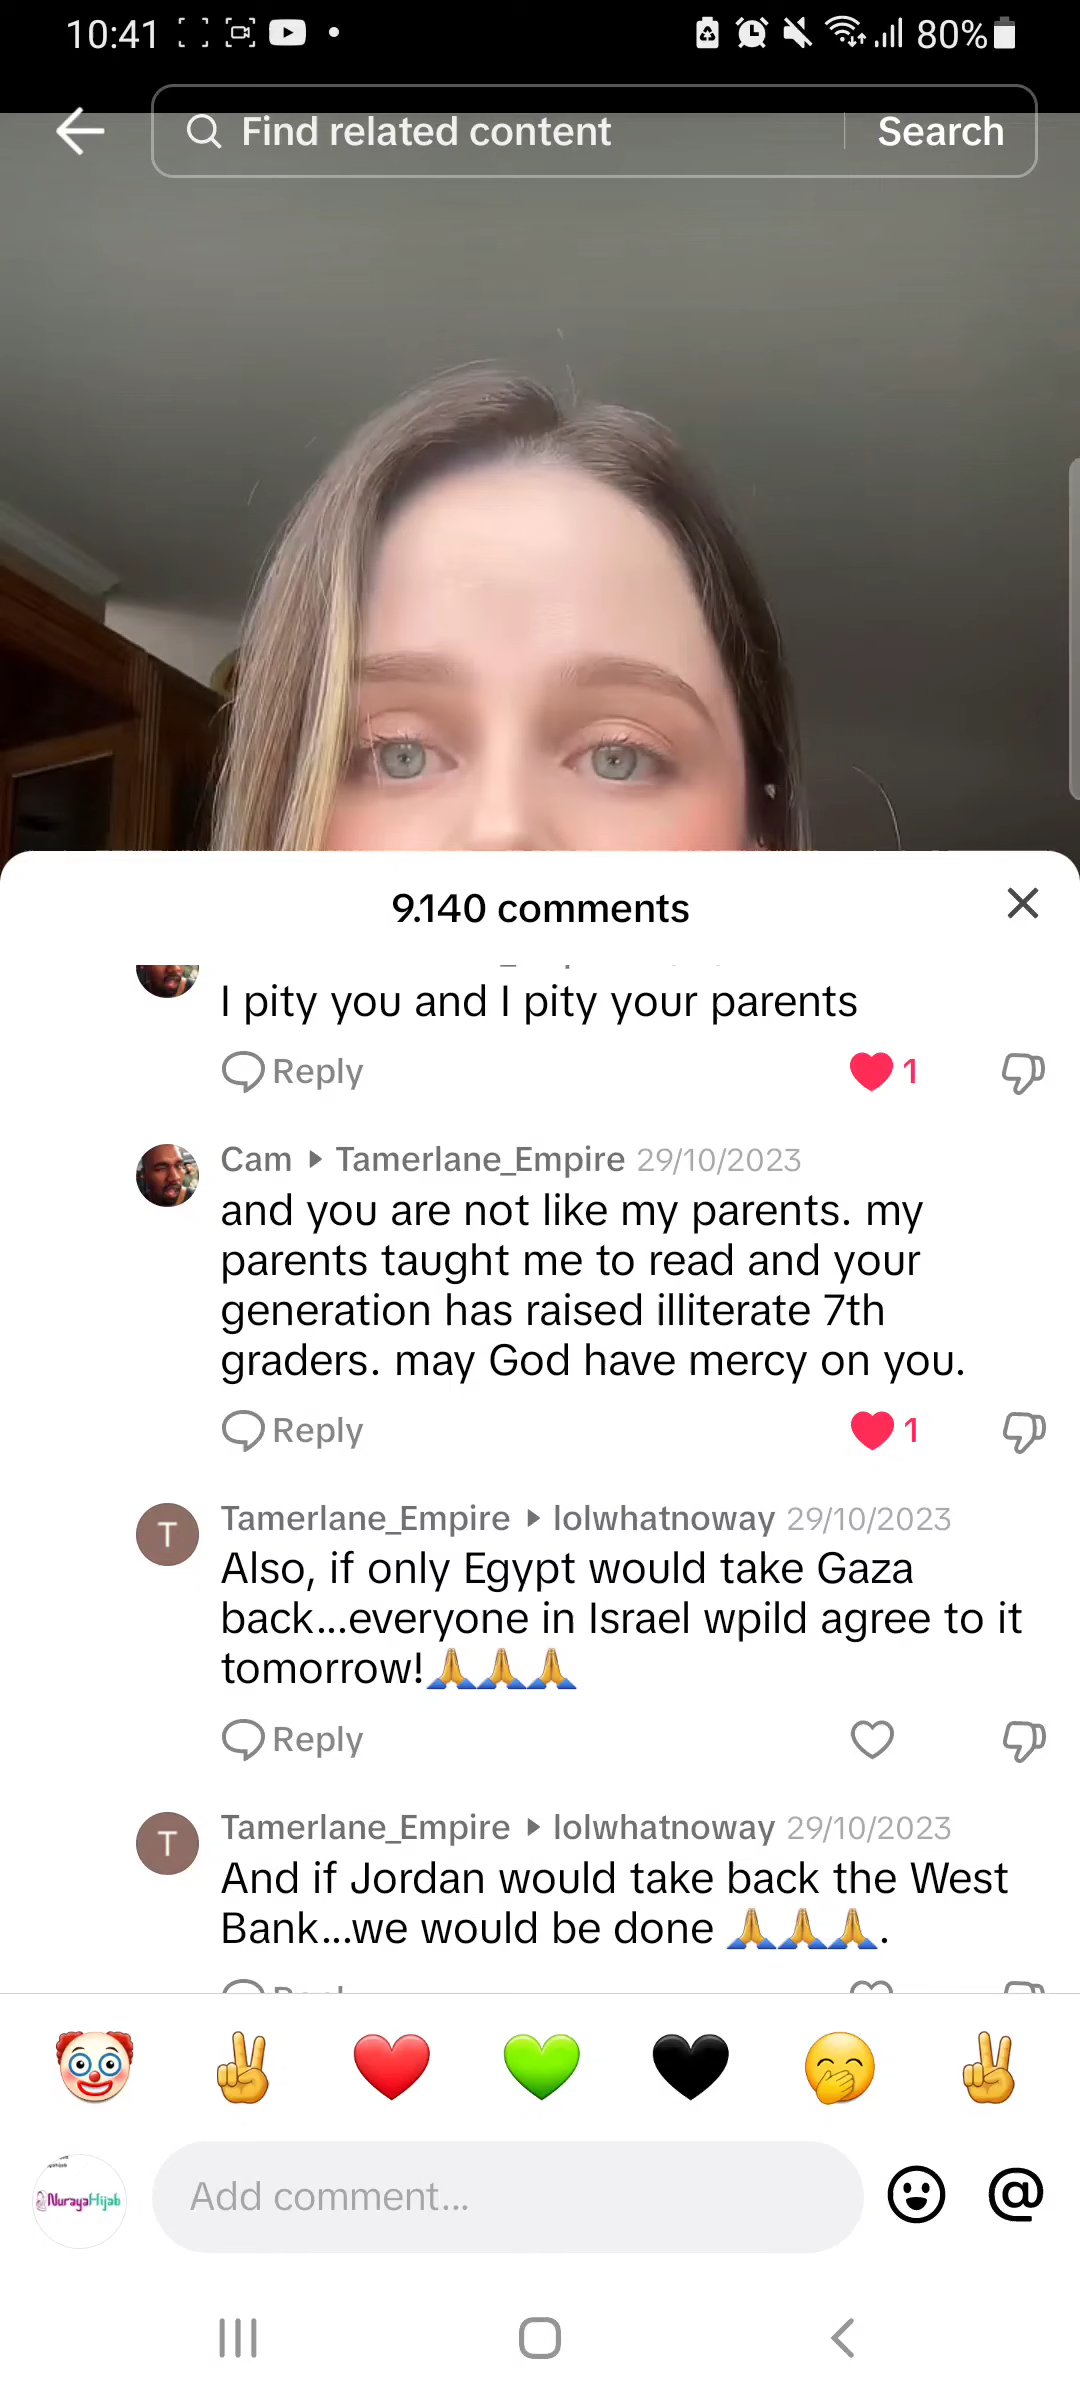 10:41
80%
Find related content
Search
9.140 comments
I pity you and I pity your parents
Reply
1
Cam ▸ Tamerlane_Empire 29/10/2023
and you are not like my parents. my
parents taught me to read and your
generation has raised illiterate 7th
graders. may God have mercy on you.
Reply
1
T
Tamerlane_Empire ▸ lolwhatnoway 29/10/2023
Also, if only Egypt would take Gaza
back...everyone in Israel wpild agree to it
tomorrow!🙏🙏🙏
Reply
T
Tamerlane_Empire ▸ lolwhatnoway 29/10/2023
And if Jordan would take back the West
Bank...we would be done 🙏🙏🙏.
NurayaHijab
Add comment...